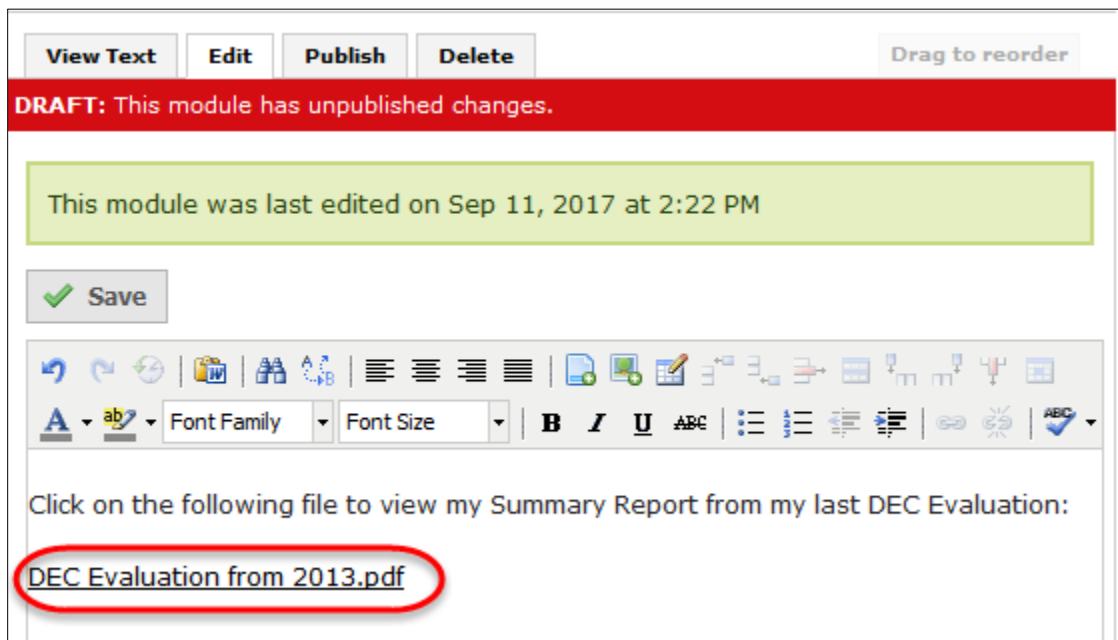 View Text Edit Publish Delete Drag to reorder
DRAFT: This module has unpublished changes.
This module was last edited on Sep 11, 2017 at 2:22 PM
Save
Font Family Font Size B I U ABC ABC
Click on the following file to view my Summary Report from my last DEC Evaluation:
DEC Evaluation from 2013.pdf